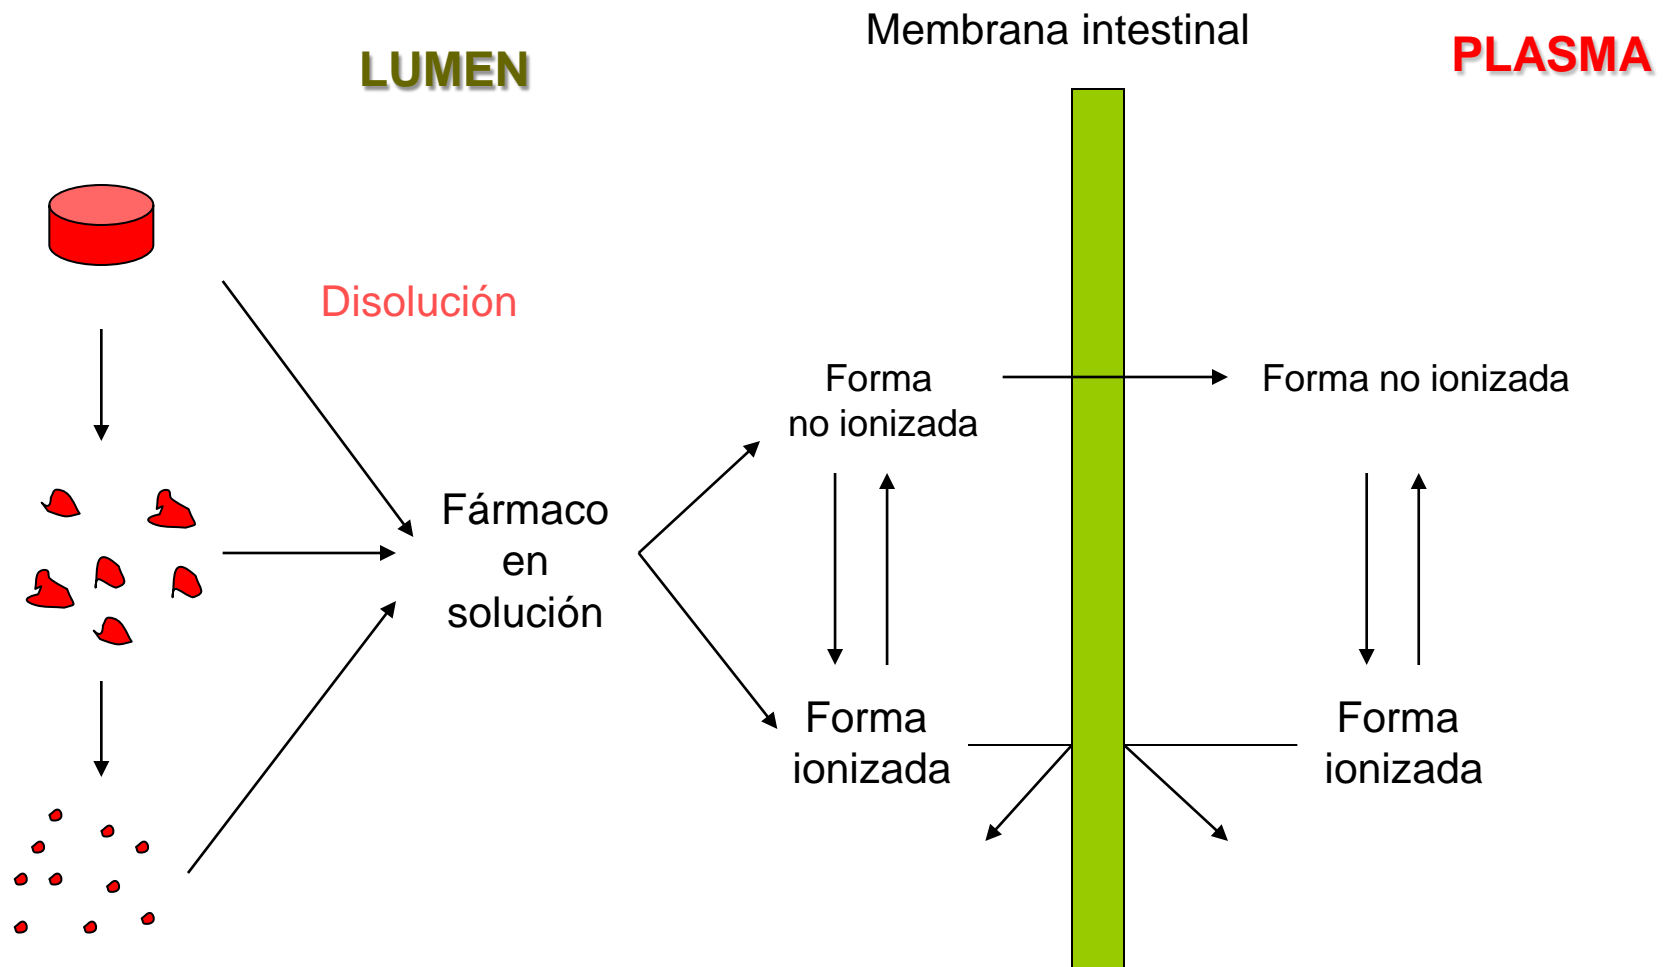 Membrana intestinal
LUMEN
PLASMA
Disolución
Forma
no ionizada
Forma no ionizada
Fármaco
en
solución
Forma
ionizada
Forma
ionizada